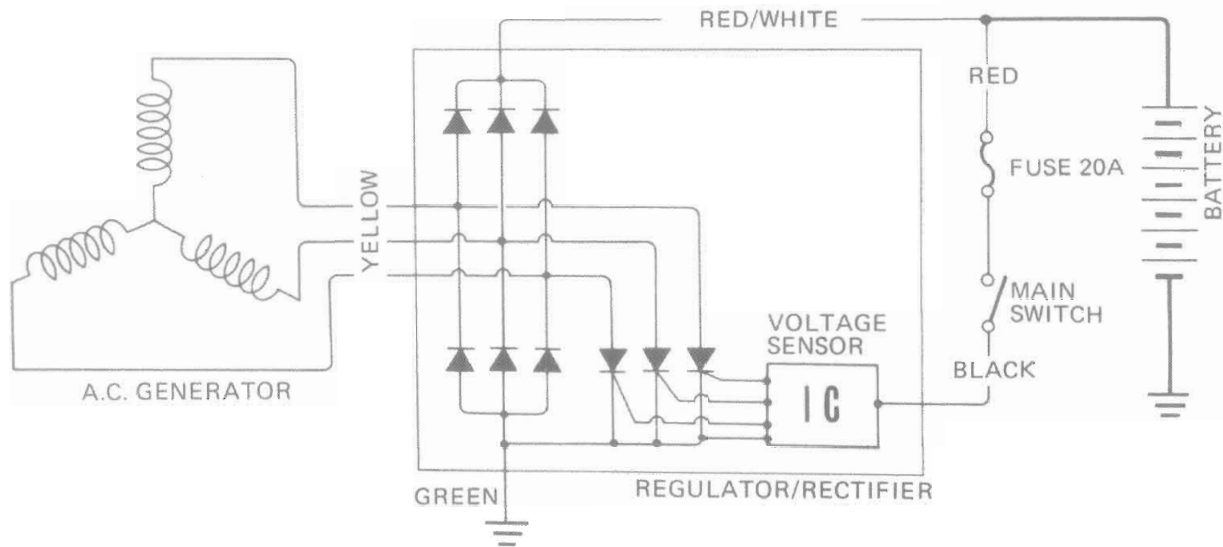 RED/WHITE
RED
YELLOW
FUSE 20A
BATTERY
MAIN
SWITCH
VOLTAGE
SENSOR
IC
BLACK
A.C. GENERATOR
GREEN
REGULATOR/RECTIFIER